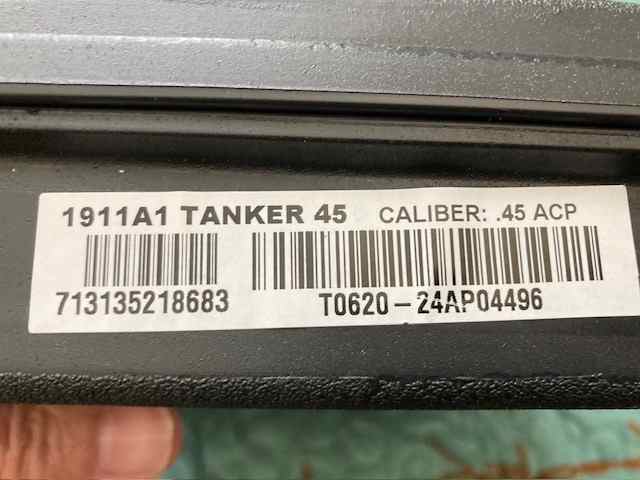 1911A1 TANKER 45 CALIBER: .45 ACP
713135218683 T0620-24AP04496